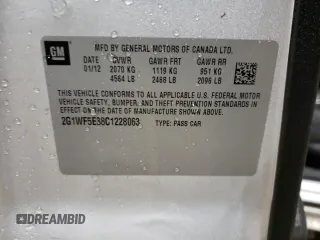 GM
MFD BY GENERAL MOTORS OF CANADA LTD.
DATE GVWR GAWR FRT GAWR RR
01/12 2070 KG 1119 KG 951 KG
4564 LB 2468 LB 2096 LB
THIS VEHICLE CONFORMS TO ALL APPLICABLE U.S. FEDERAL MOTOR
VEHICLE SAFETY, BUMPER, AND THEFT PREVENTION STANDARDS
IN EFFECT ON THE DATE OF MANUFACTURE SHOWN ABOVE.
2G1WF5E38C1228063 TYPE: PASS CAR
DREAMBID